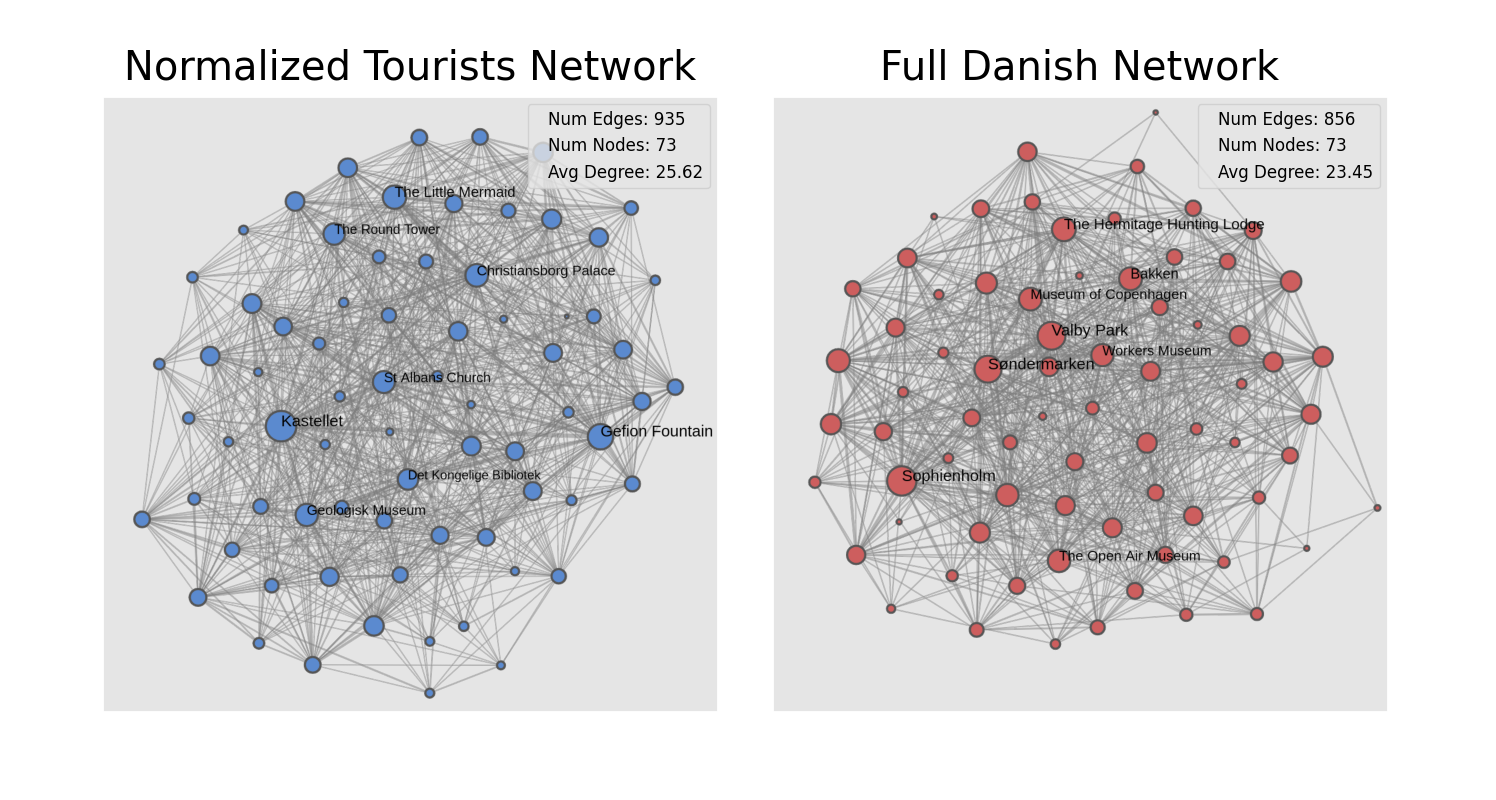 Normalized Tourists Network
Num Edges: 935
Num Nodes: 73
Avg Degree: 25.62
The Little Mermaid
The Round Tower
Christiansborg Palace
St Albans Church
Kastellet
Gefion Fountain
Det Kongelige Bibliotek
Geologisk Museum
Full Danish Network
Num Edges: 856
Num Nodes: 73
Avg Degree: 23.45
The Hermitage Hunting Lodge
Bakken
Museum of Copenhagen
Valby Park
Workers Museum
Søndermarken
Sophienholm
The Open Air Museum